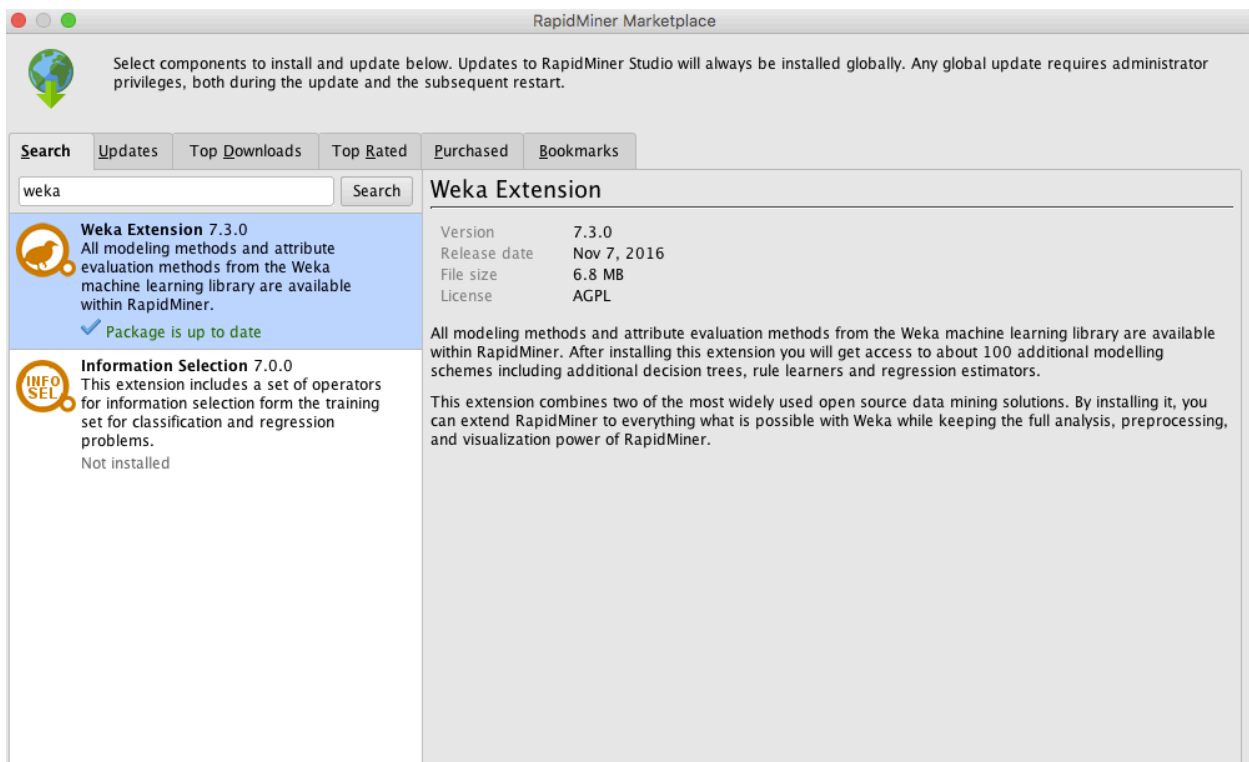 RapidMiner Marketplace
Select components to install and update below. Updates to RapidMiner Studio will always be installed globally. Any global update requires administrator
privileges, both during the update and the subsequent restart.
Search Updates Top Downloads Top Rated Purchased Bookmarks
weka Search
Weka Extension 7.3.0
All modeling methods and attribute
evaluation methods from the Weka
machine learning library are available
within RapidMiner.
Package is up to date
INFO
SEL
Information Selection 7.0.0
This extension includes a set of operators
for information selection form the training
set for classification and regression
problems.
Not installed
Weka Extension
Version 7.3.0
Release date Nov 7, 2016
File size 6.8 MB
License AGPL
All modeling methods and attribute evaluation methods from the Weka machine learning library are available
within RapidMiner. After installing this extension you will get access to about 100 additional modelling
schemes including additional decision trees, rule learners and regression estimators.
This extension combines two of the most widely used open source data mining solutions. By installing it, you
can extend RapidMiner to everything what is possible with Weka while keeping the full analysis, preprocessing,
and visualization power of RapidMiner.